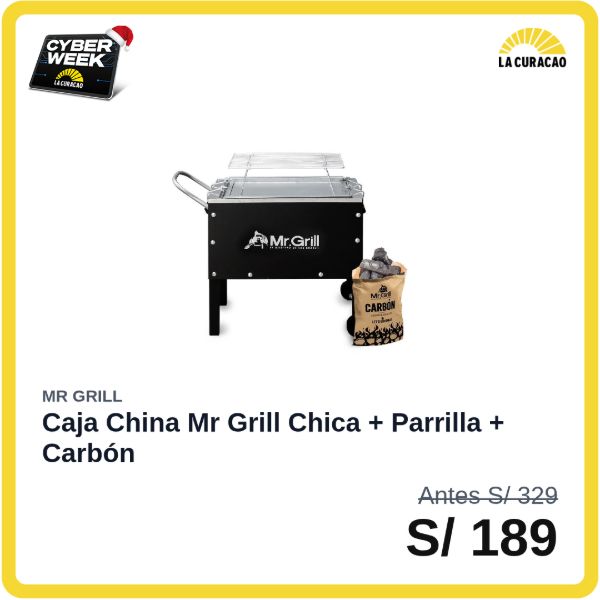 CYBER
WEEK
LA CURACAO
LA CURACAO
Mr.Grill
Mr.Grill
CARBÓN
MR GRILL
Caja China Mr Grill Chica + Parrilla +
Carbón
Antes S/ 329
S/ 189